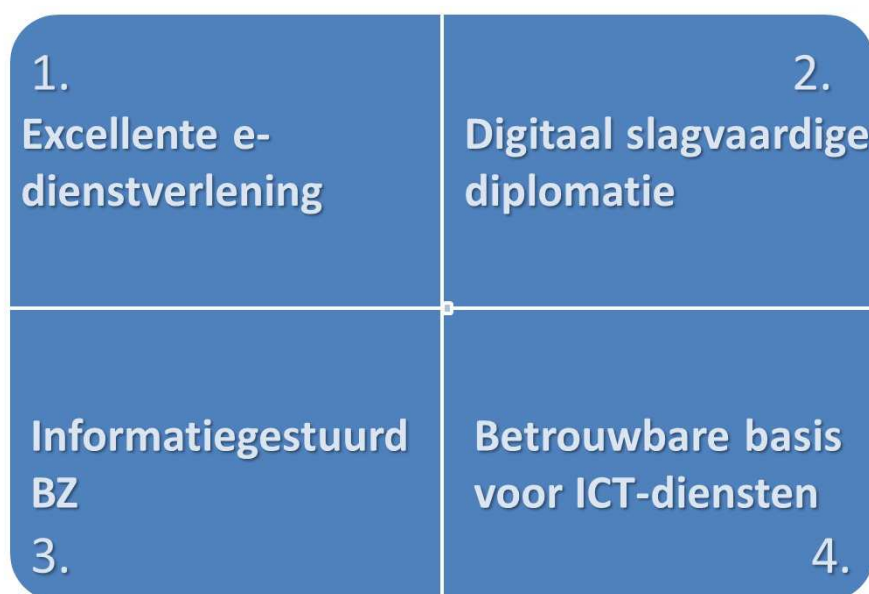 1.
Excellente e-
dienstverlening
2.
Digitaal slagvaardige
diplomatie
Informatiegestuurd
BZ
3.
Betrouwbare basis
voor ICT-diensten
4.